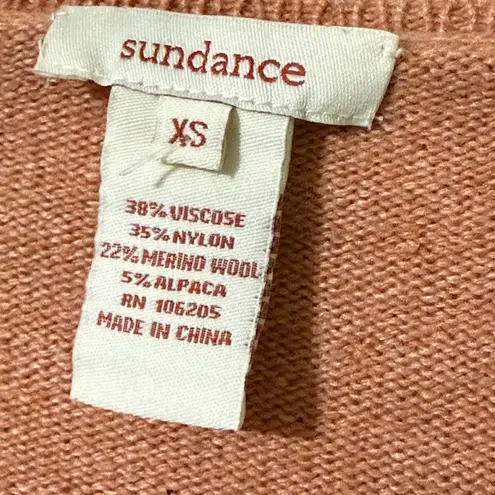 sundance
XS
38% VISCOSE
35% NYLON
22% MERINO WOOL
5% ALPACA
RN 106205
MADE IN CHINA